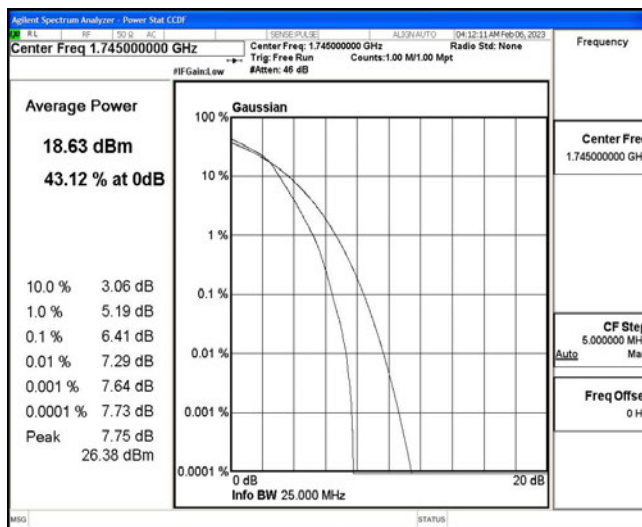 Agilent Spectrum Analyzer - Power Stat CCDF
RL RF 50 Ω AC SENSE:PULSE ALIGN AUTO 04:12:11 AM Feb 06, 2023
Center Freq 1.745000000 GHz
Center Freq: 1.745000000 GHz Radio Std: None
Trig: Free Run Counts:1.00 M/1.00 Mpt
#IFGain:Low #Atten: 46 dB
Frequency
Average Power
18.63 dBm
43.12 % at 0dB
10.0 % 3.06 dB
1.0 % 5.19 dB
0.1 % 6.41 dB
0.01 % 7.29 dB
0.001 % 7.64 dB
0.0001 % 7.73 dB
Peak 7.75 dB
26.38 dBm
Gaussian
100 %
10 %
1 %
0.1 %
0.01 %
0.001 %
0.0001 %
0 dB 20 dB
Info BW 25.000 MHz
Center Fre
1.745000000 GH
CF Step
5.000000 MH
Auto Ma
Freq Offse
0 H
MSG STATUS